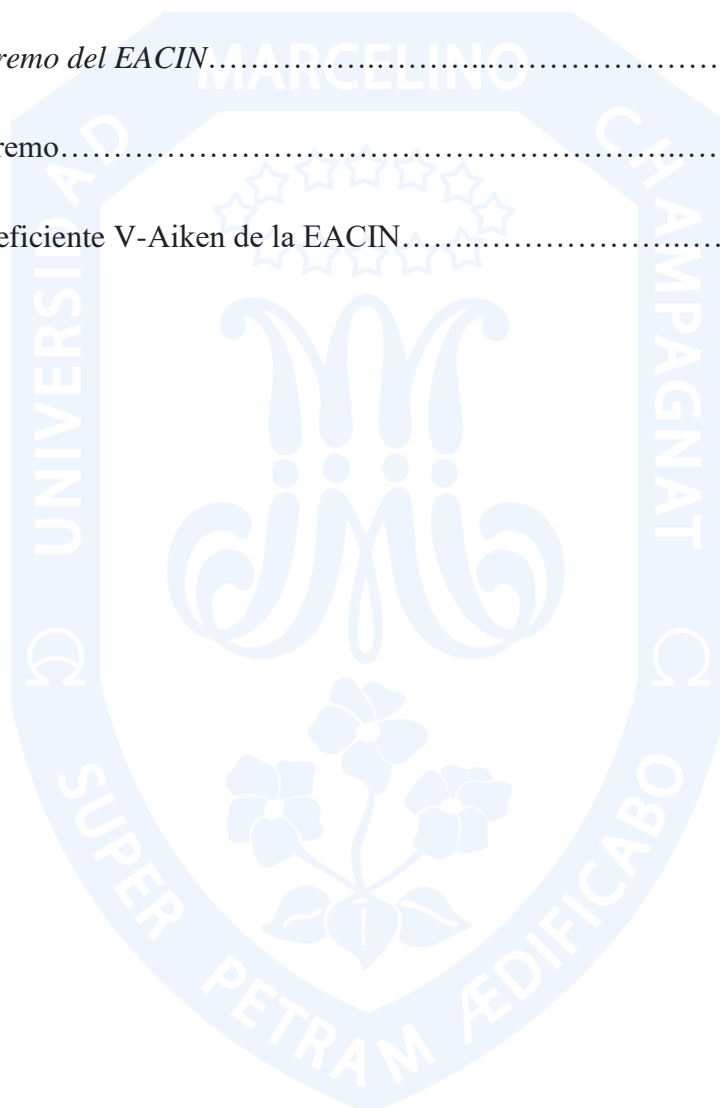 remo del EACIN…………….………...…………………
remo…………………………………………………….…
eficiente V-Aiken de la EACIN……..……………….…
UNIVERSIDAD MARCELINO CHAMPAGNAT
SUPER PETRAM ÆDIFICABO